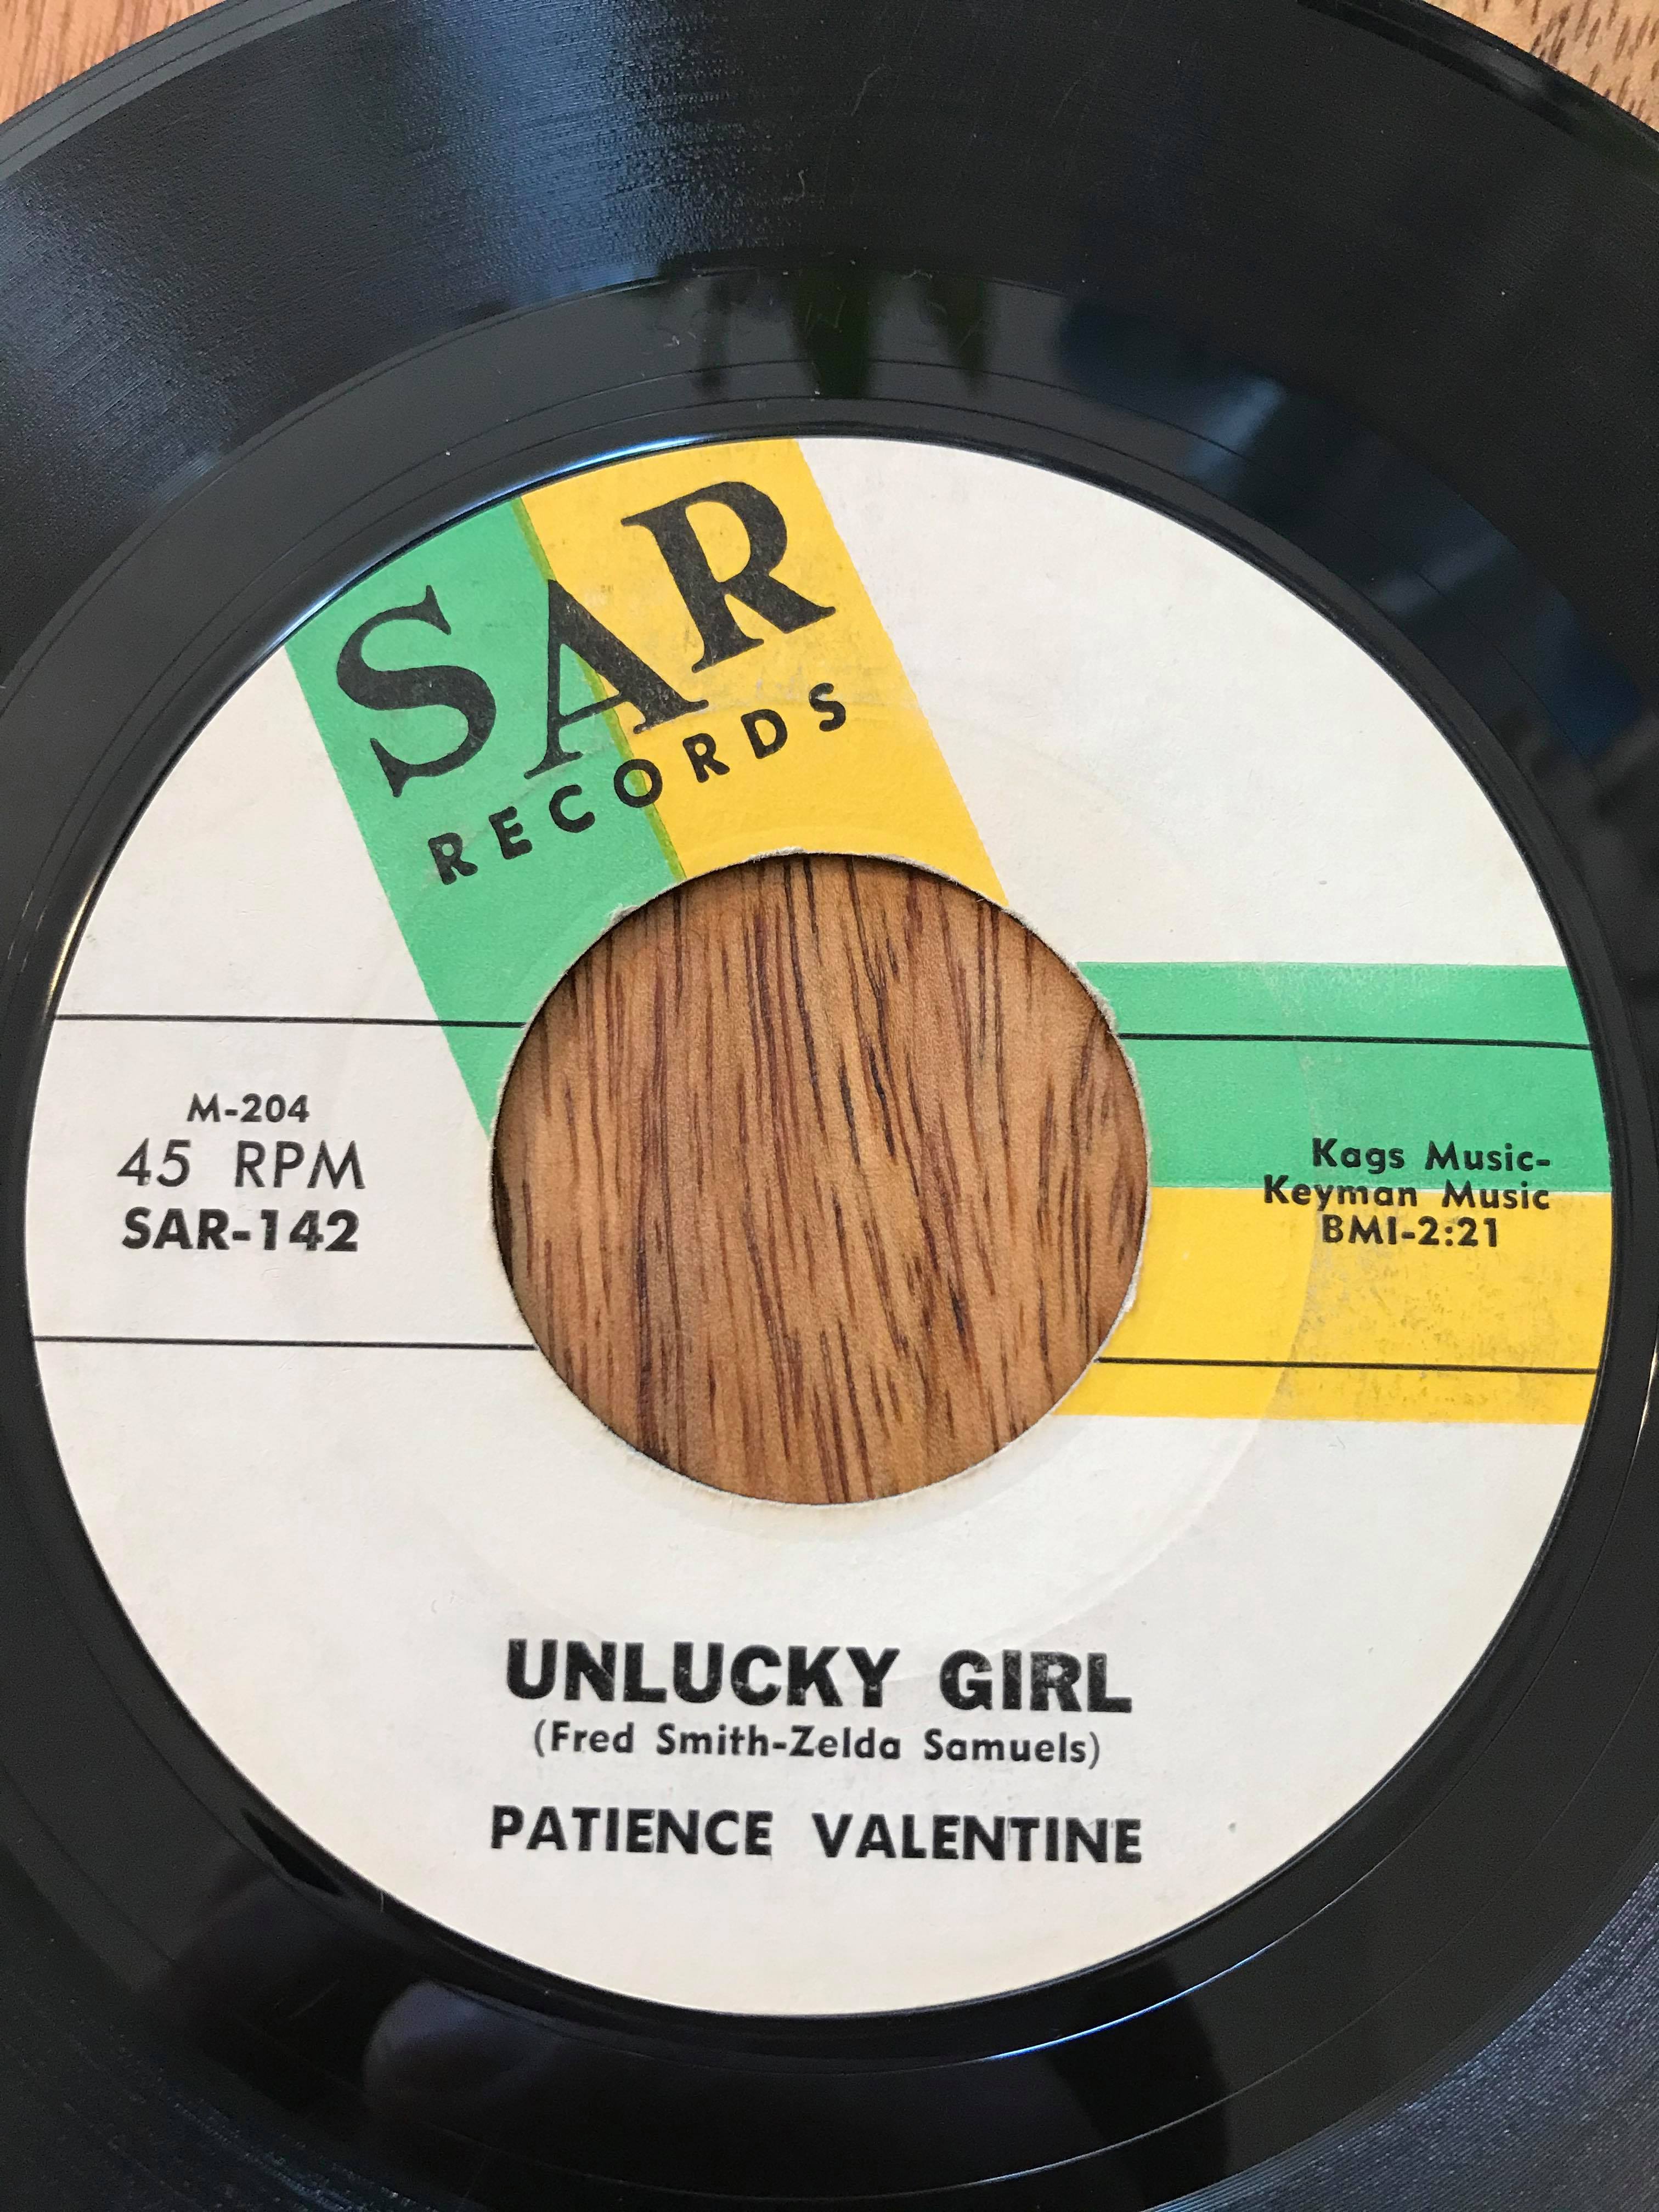 SAR
RECORDS
M-204
45 RPM
SAR-142
Kags Music-
Keyman Music
BMI-2:21
UNLUCKY GIRL
(Fred Smith-Zelda Samuels)
PATIENCE VALENTINE